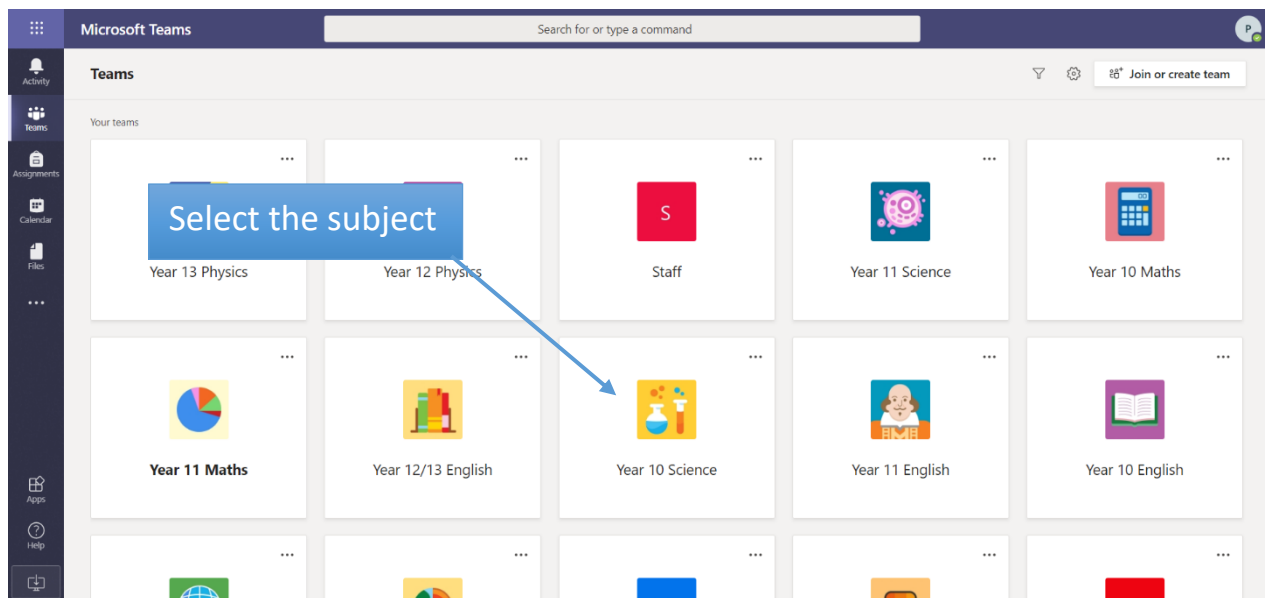 Microsoft Teams
Search for or type a command
P
Activity
Teams
Assignments
Calendar
Files
Apps
Help
Teams
Join or create team
Your teams
Select the subject
S
Year 13 Physics
Year 12 Physics
Staff
Year 11 Science
Year 10 Maths
Year 11 Maths
Year 12/13 English
Year 10 Science
Year 11 English
Year 10 English